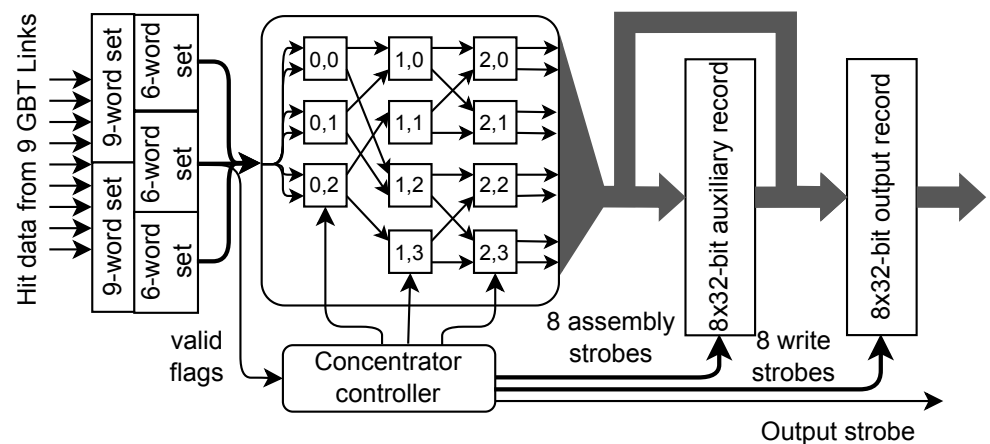 Hit data from 9 GBT Links
9-word set
9-word set
6-word
set
6-word
set
6-word
set
0,0
1,0
2,0
0,1
1,1
2,1
0,2
1,2
2,2
1,3
2,3
valid
flags
Concentrator
controller
8 assembly
strobes
8x32-bit auxiliary record
8 write
strobes
8x32-bit output record
Output strobe